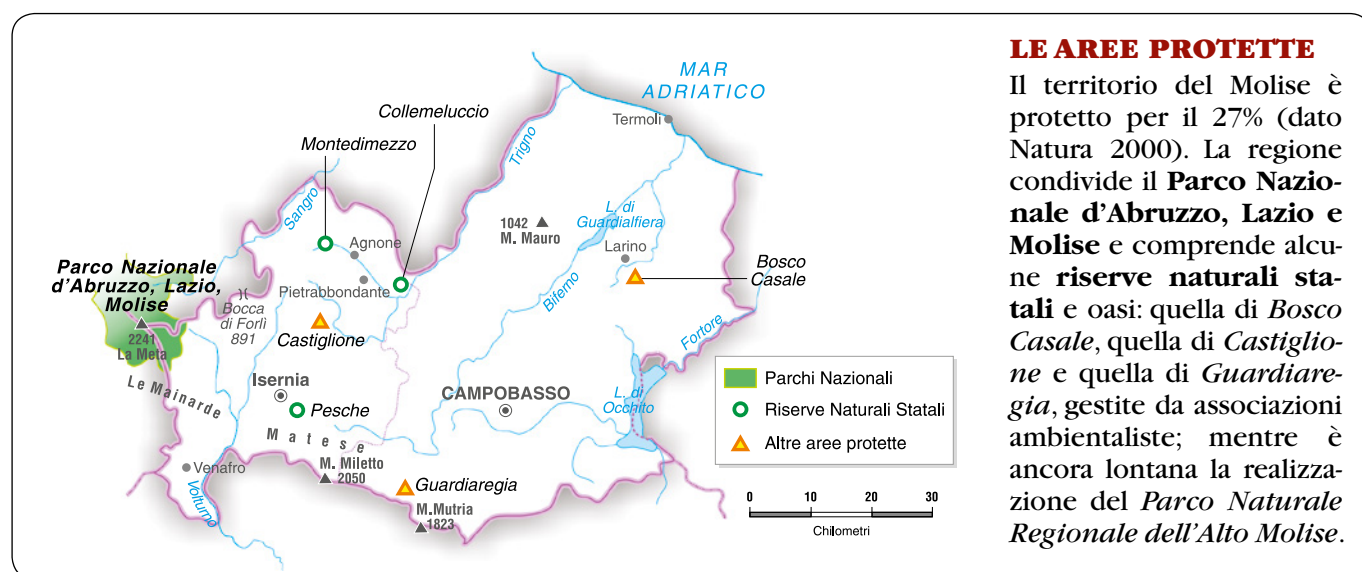 MAR
ADRIATICO
Termoli
Collemeluccio
Montedimezzo
Trigno
Sangro
L. di
Guardialfiera
1042
M. Mauro
Agnone
Larino
Bosco
Casale
Parco Nazionale
d'Abruzzo, Lazio,
Molise
Pietrabbondante
Bocca
di Forlì
891
Biferno
Castiglione
Fortore
2241
La Meta
Le Mainarde
Isernia
CAMPOBASSO
L. di
Occhito
Pesche
Matese
Venafro
M. Miletto
2050
Guardiaregia
Volturno
M.Mutria
1823
Parchi Nazionali
Riserve Naturali Statali
Altre aree protette
0 10 20 30
Chilometri
LE AREE PROTETTE
Il territorio del Molise è
protetto per il 27% (dato
Natura 2000). La regione
condivide il Parco Nazio-
nale d'Abruzzo, Lazio e
Molise e comprende alcu-
ne riserve naturali sta-
tali e oasi: quella di Bosco
Casale, quella di Castiglio-
ne e quella di Guardiare-
gia, gestite da associazioni
ambientaliste; mentre è
ancora lontana la realizza-
zione del Parco Naturale
Regionale dell'Alto Molise.